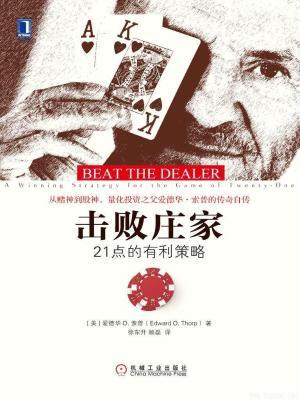 A
K
BEAT THE DEALER
A Winning Strategy for the Game of Twenty-One
从赌神到股神，量化投资之父爱德华·索普的传奇自传
击败庄家
21点的有利策略
［美］爱德华 O. 索普（Edward O. Thorp） 著
徐东升 顾磊 译
机械工业出版社
China Machine Press